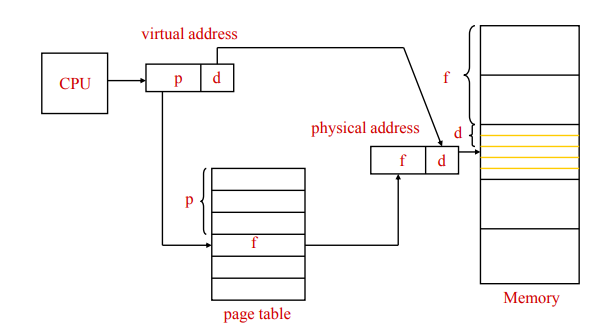 virtual address
CPU
p d
f
d
physical address
f d
p
f
Memory
page table